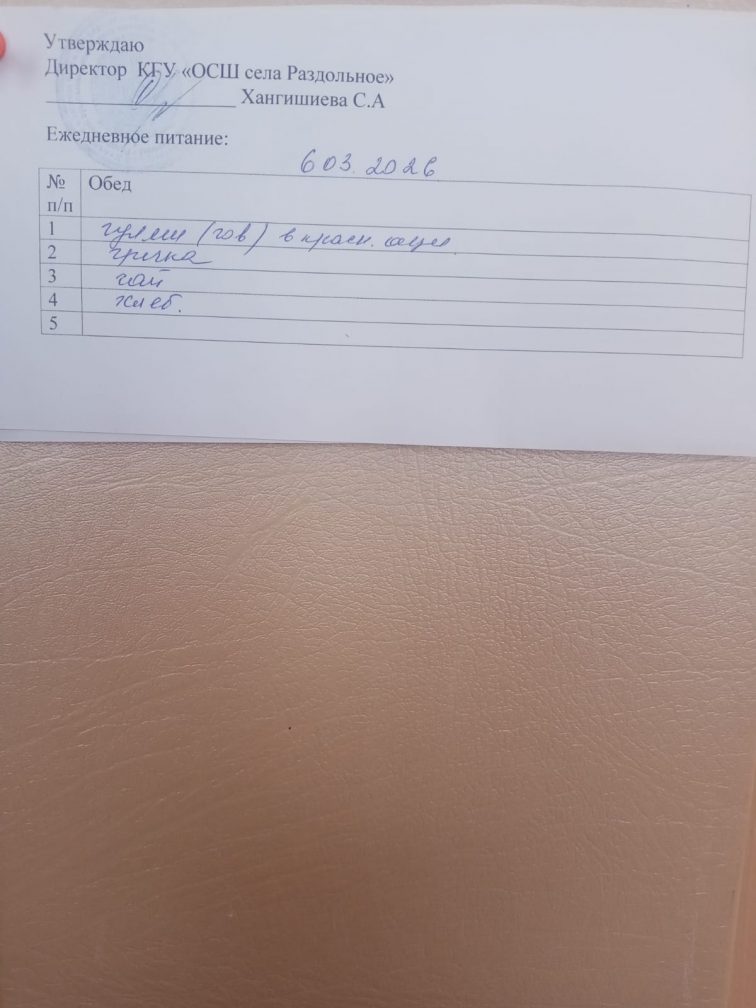 Утверждаю
Директор КГУ «ОСШ села Раздольное»
Хангишиева С.А
Ежедневное питание:
6 03. 2026
№ п/п Обед
1 гуляш (гов) в красн. соусе
2 гречка
3 чай
4 хлеб.
5